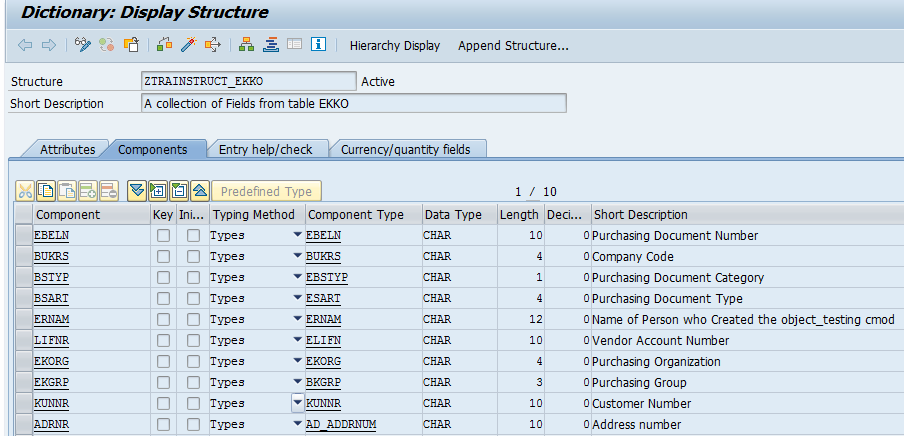 Dictionary: Display Structure
Hierarchy Display Append Structure...
Structure ZTRAINSTRUCT_EKKO Active
Short Description A collection of Fields from table EKKO
Attributes Components Entry help/check Currency/quantity fields
Predefined Type 1 / 10
Component Key Ini... Typing Method Component Type Data Type Length Deci... Short Description
EBELN Types EBELN CHAR 10 0 Purchasing Document Number
BUKRS Types BUKRS CHAR 4 0 Company Code
BSTYP Types EBSTYP CHAR 1 0 Purchasing Document Category
BSART Types ESART CHAR 4 0 Purchasing Document Type
ERNAM Types ERNAM CHAR 12 0 Name of Person who Created the object_testing cmod
LIFNR Types ELIFN CHAR 10 0 Vendor Account Number
EKORG Types EKORG CHAR 4 0 Purchasing Organization
EKGRP Types BKGRP CHAR 3 0 Purchasing Group
KUNNR Types KUNNR CHAR 10 0 Customer Number
ADRNR Types AD_ADDRNUM CHAR 10 0 Address number